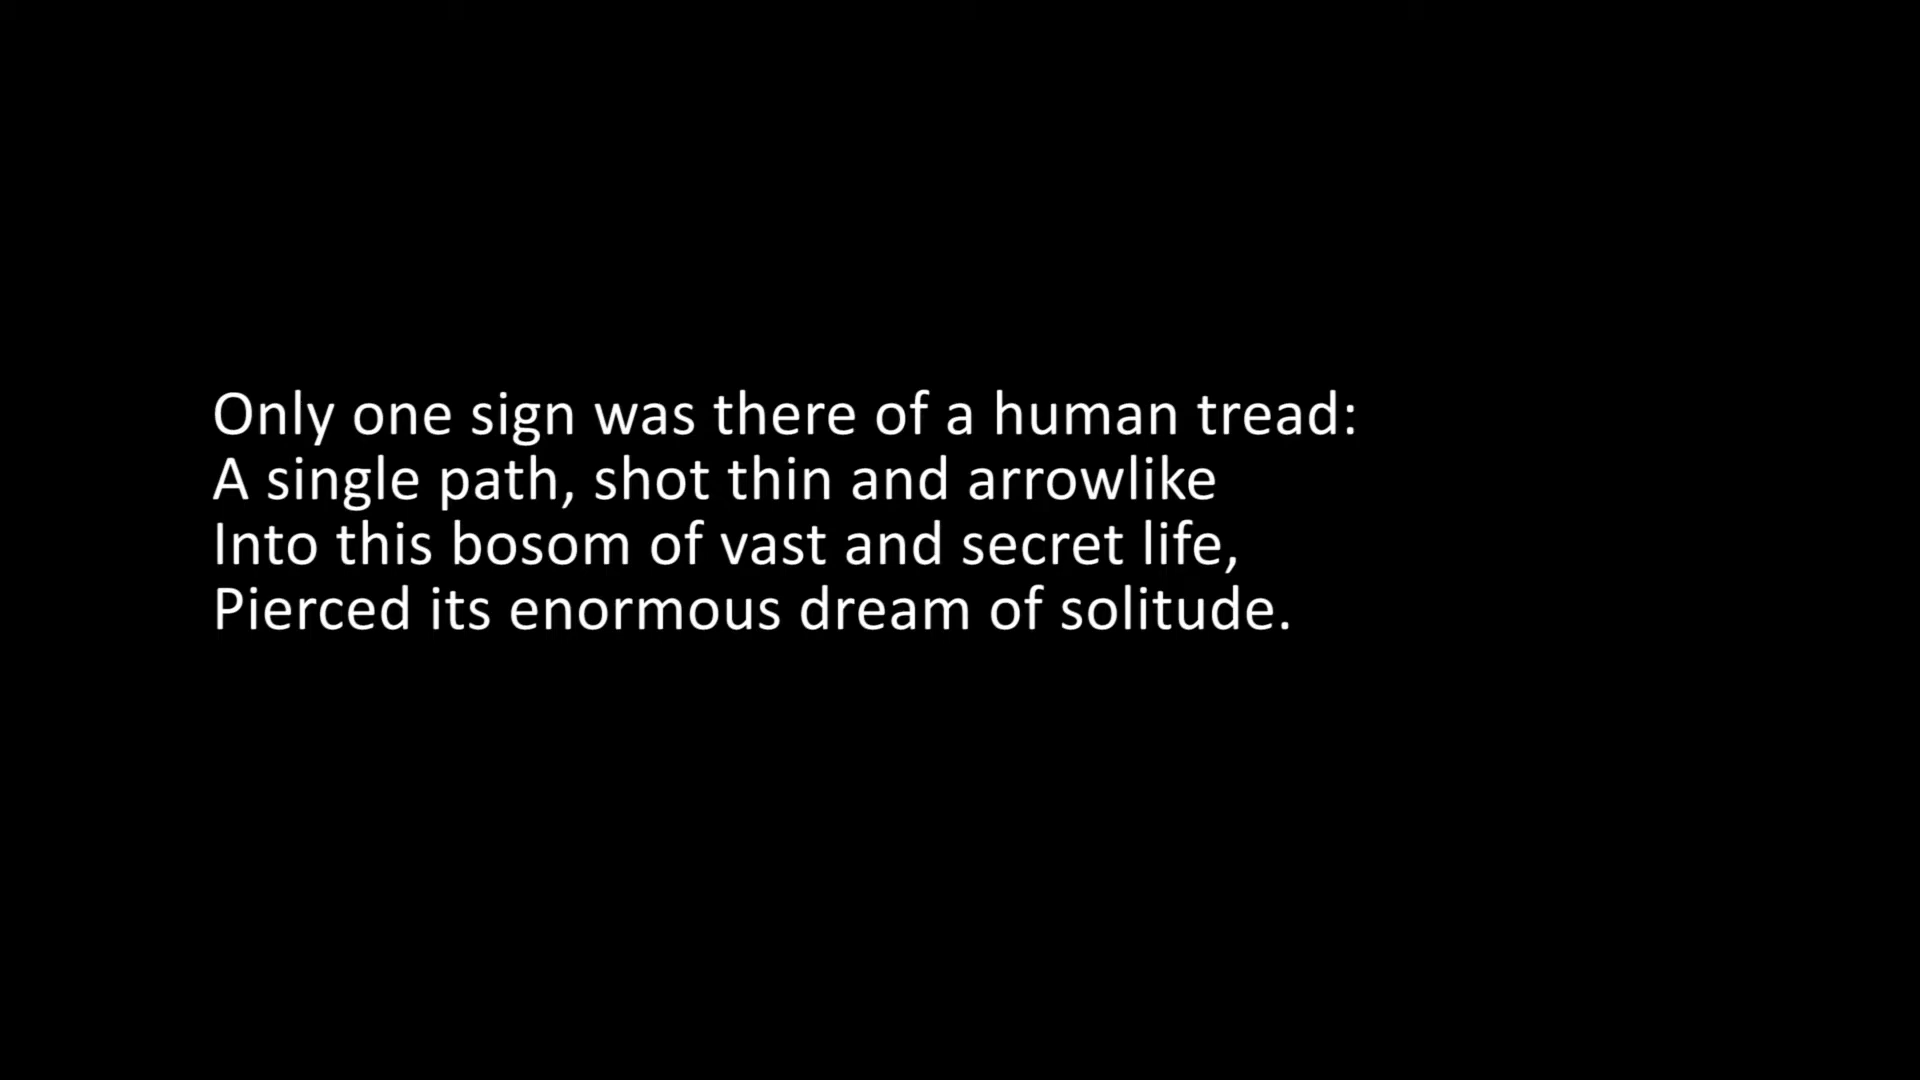 Only one sign was there of a human tread:
A single path, shot thin and arrowlike
Into this bosom of vast and secret life,
Pierced its enormous dream of solitude.